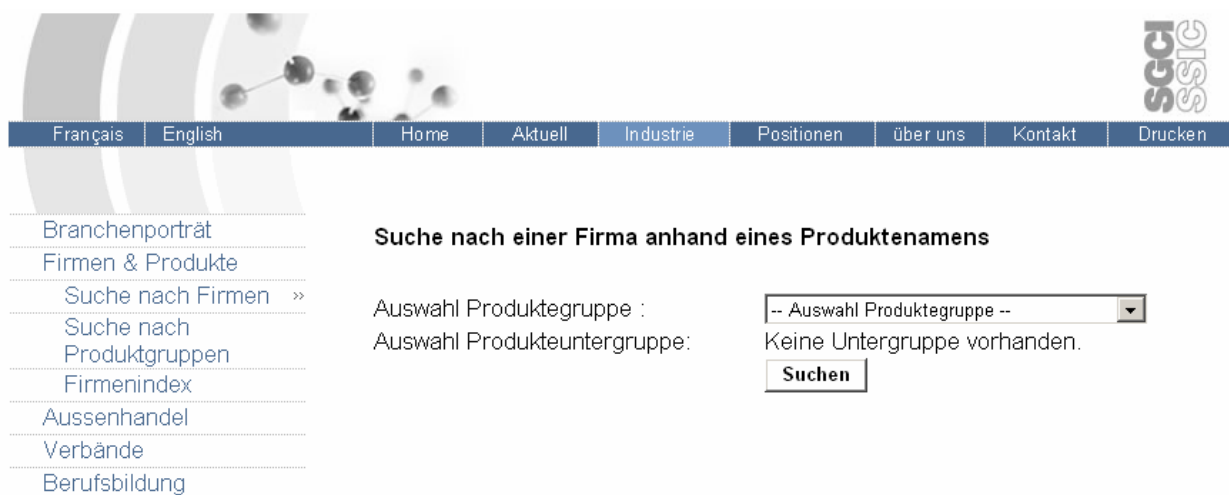 SGCI
SSIC
Français English Home Aktuell Industrie Positionen über uns Kontakt Drucken
Branchenporträt
Firmen & Produkte
Suche nach Firmen »
Suche nach
Produktgruppen
Firmenindex
Aussenhandel
Verbände
Berufsbildung
Suche nach einer Firma anhand eines Produktenamens
Auswahl Produktegruppe : -- Auswahl Produktegruppe --
Auswahl Produkteuntergruppe: Keine Untergruppe vorhanden.
Suchen